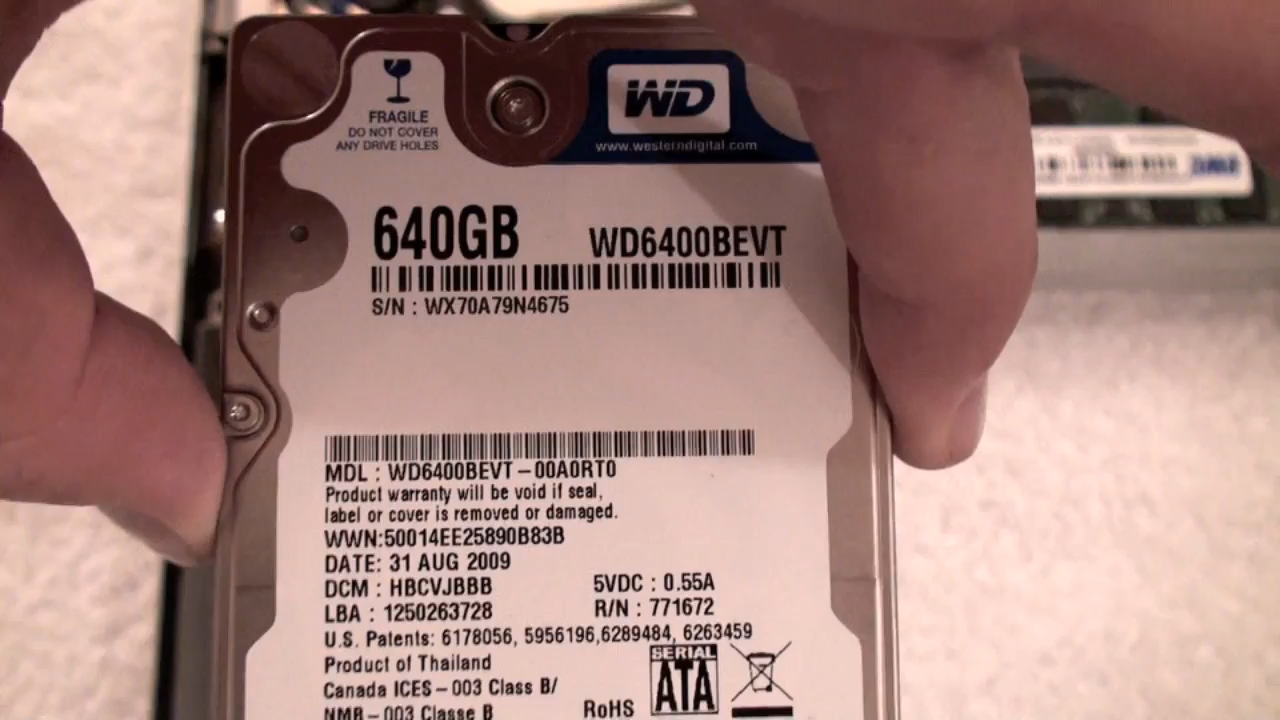 FRAGILE
DO NOT COVER
ANY DRIVE HOLES
WD
www.westerndigital.com
640GB WD6400BEVT
S/N : WX70A79N4675
MDL : WD6400BEVT-00A0RT0
Product warranty will be void if seal,
label or cover is removed or damaged.
WWN:50014EE25890B83B
DATE: 31 AUG 2009
DCM : HBCVJBBB 5VDC : 0.55A
LBA : 1250263728 R/N : 771672
U.S. Patents: 6178056, 5956196,6289484, 6263459
Product of Thailand
Canada ICES-003 Class B/
NMB-003 Classe B
RoHS
SERIAL
ATA